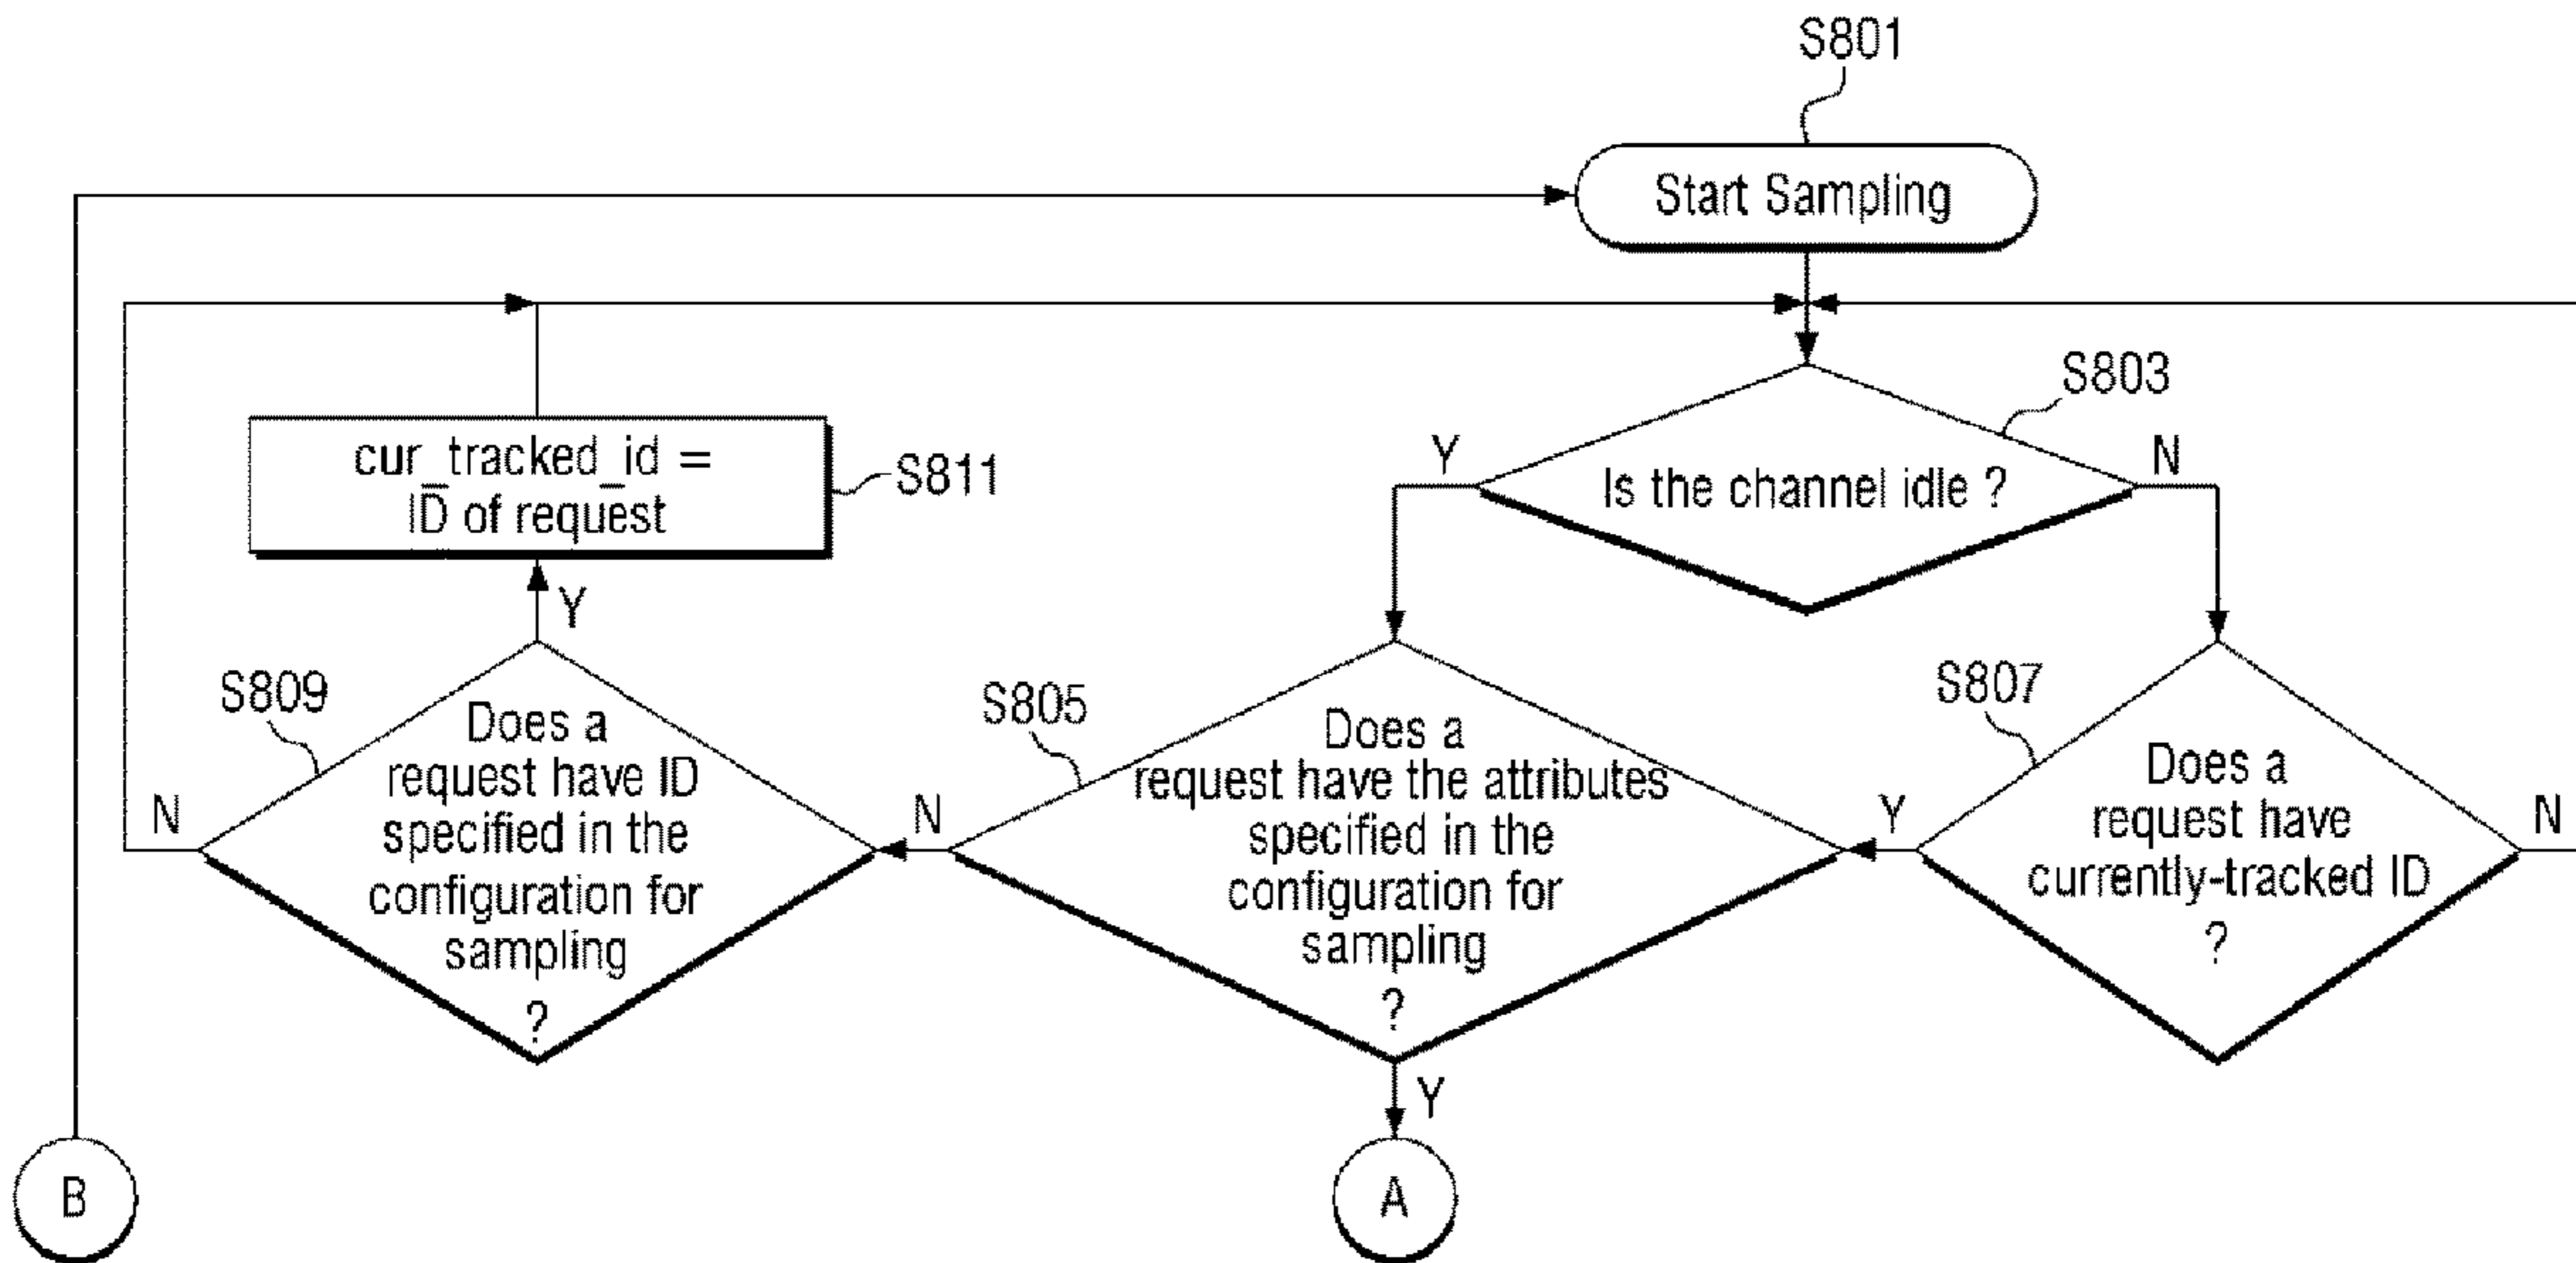 S801
Start Sampling
S803
Y
Is the channel idle ?
N
cur_tracked_id =
ID of request
S811
Y
S809
Does a
request have ID
specified in the
configuration for
sampling
?
N
S805
Does a
request have the attributes
specified in the
configuration for
sampling
?
N
Y
S807
Does a
request have
currently-tracked ID
?
Y
N
B
A